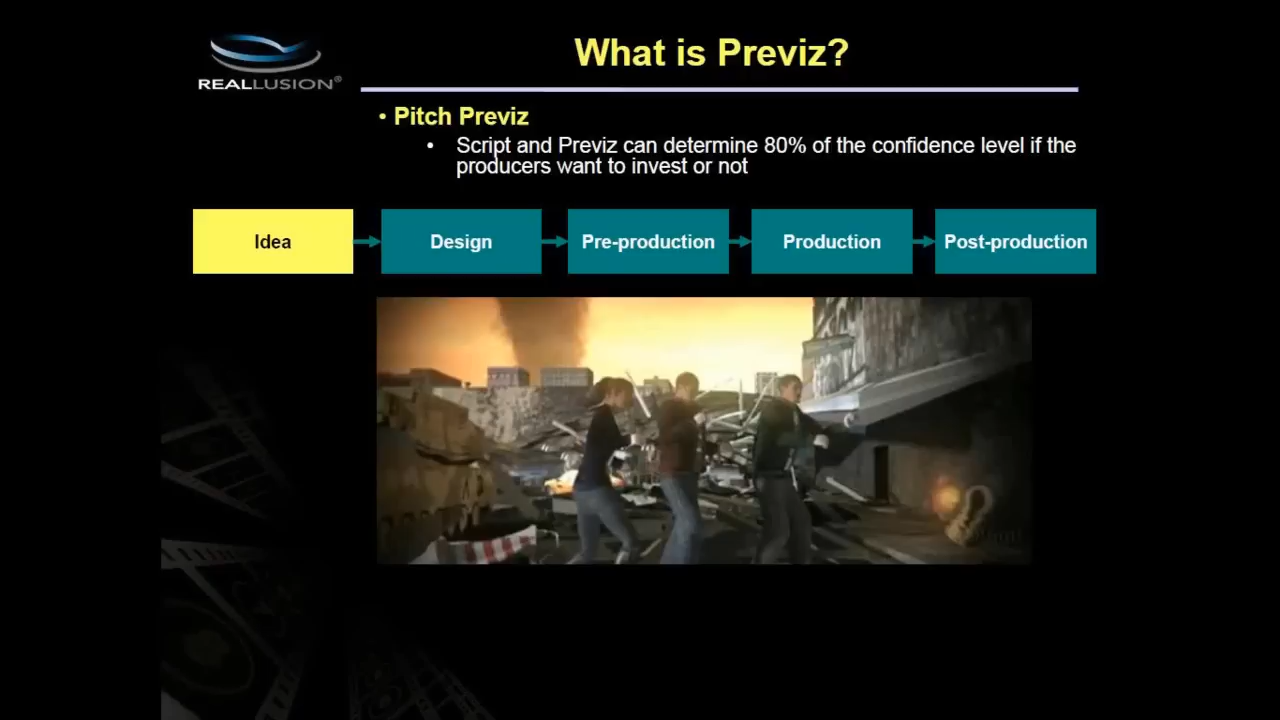 What is Previz?
REALLUSION®
• Pitch Previz
• Script and Previz can determine 80% of the confidence level if the
producers want to invest or not
Idea
Design
Pre-production
Production
Post-production